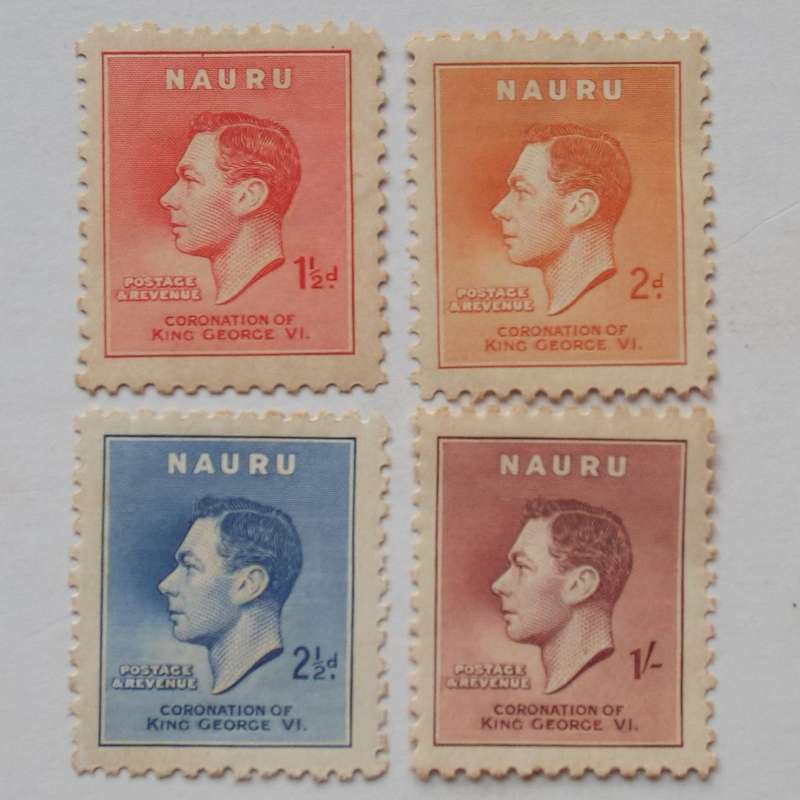 NAURU
POSTAGE
& REVENUE
1½d.
CORONATION OF
KING GEORGE VI.
NAURU
POSTAGE
& REVENUE
2d.
CORONATION OF
KING GEORGE VI.
NAURU
POSTAGE
& REVENUE
2½d.
CORONATION OF
KING GEORGE VI.
NAURU
POSTAGE
& REVENUE
1/-
CORONATION OF
KING GEORGE VI.